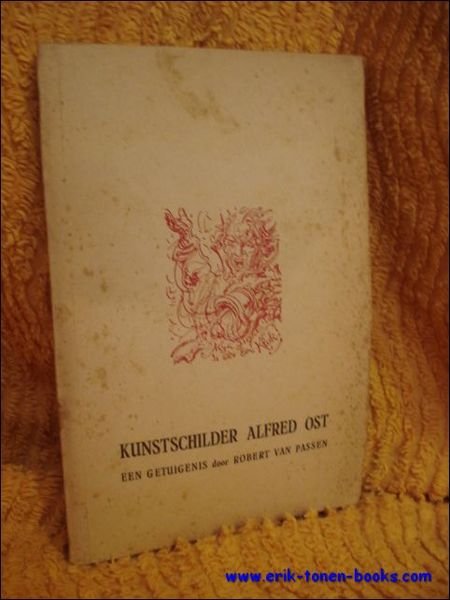 KUNSTSCHILDER ALFRED OST
EEN GETUIGENIS door ROBERT VAN PASSEN
www.erik-tonen-books.com